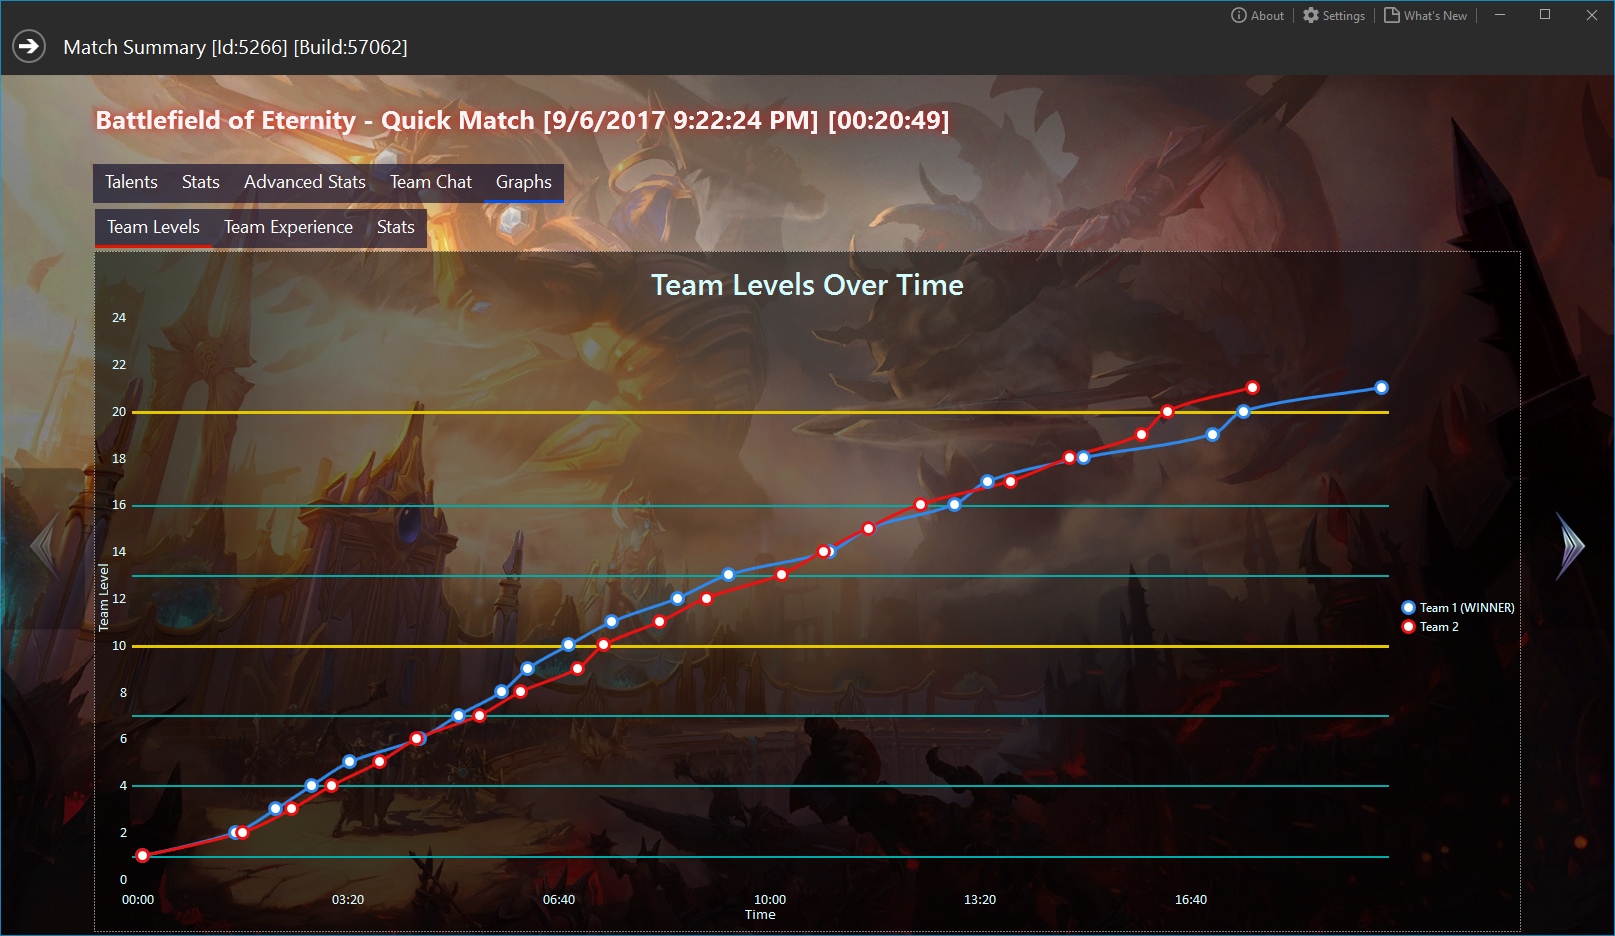 About
Settings
What's New
Match Summary [Id:5266] [Build:57062]
Battlefield of Eternity - Quick Match [9/6/2017 9:22:24 PM] [00:20:49]
Talents Stats Advanced Stats Team Chat Graphs
Team Levels Team Experience Stats
Team Levels Over Time
24
22
20
18
16
14
12
10
8
6
4
2
0
Team Level
00:00 03:20 06:40 10:00 13:20 16:40
Time
Team 1 (WINNER)
Team 2